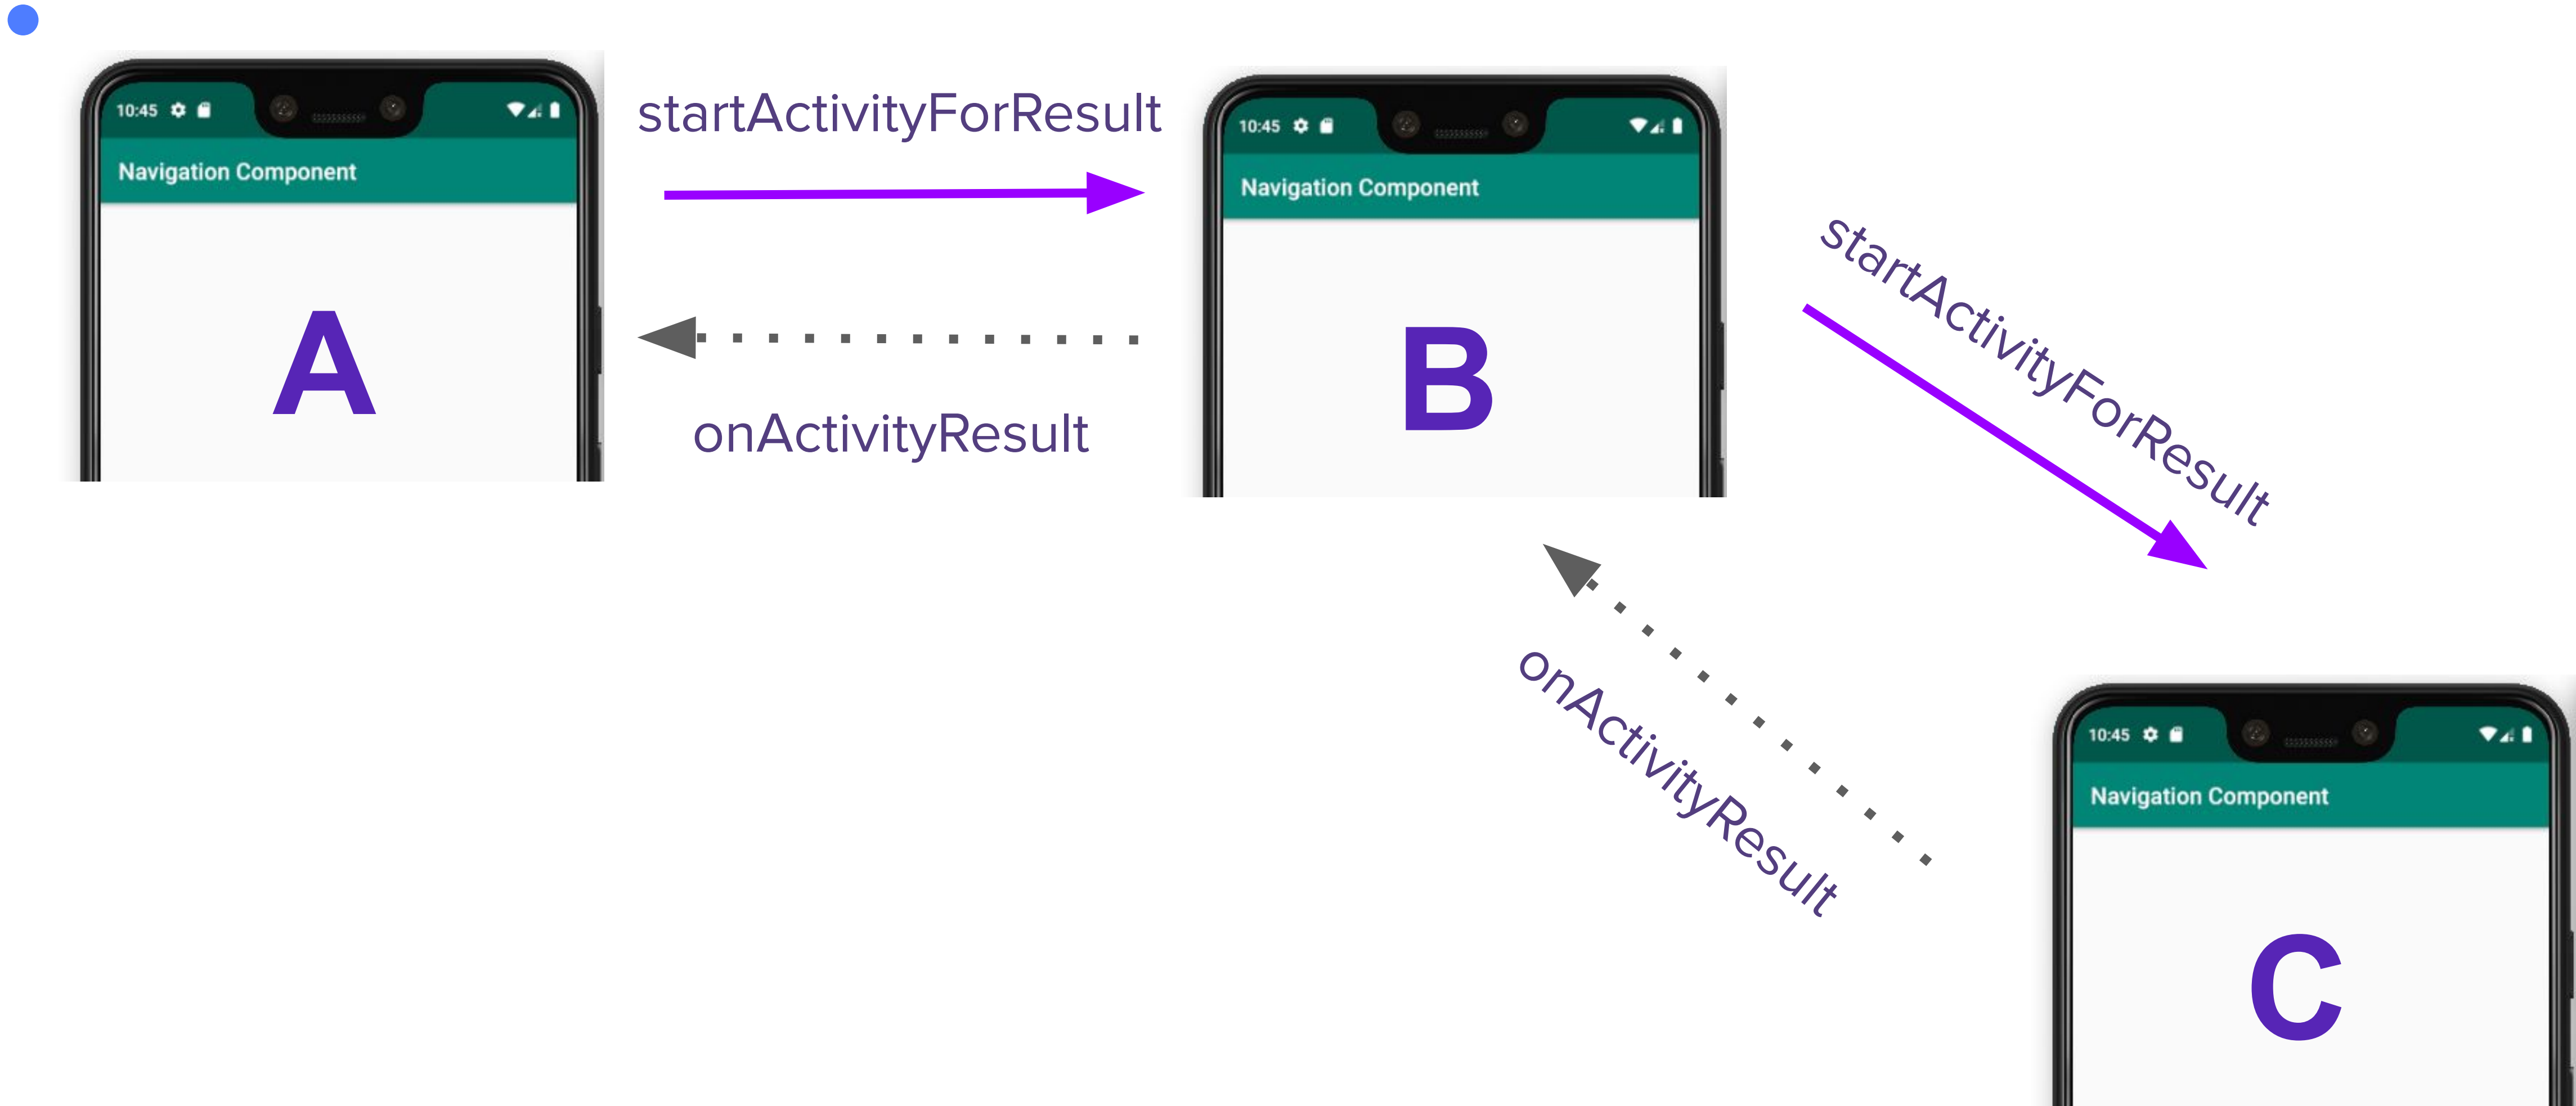 10:45
Navigation Component
A
startActivityForResult
onActivityResult
10:45
Navigation Component
B
startActivityForResult
onActivityResult
10:45
Navigation Component
C